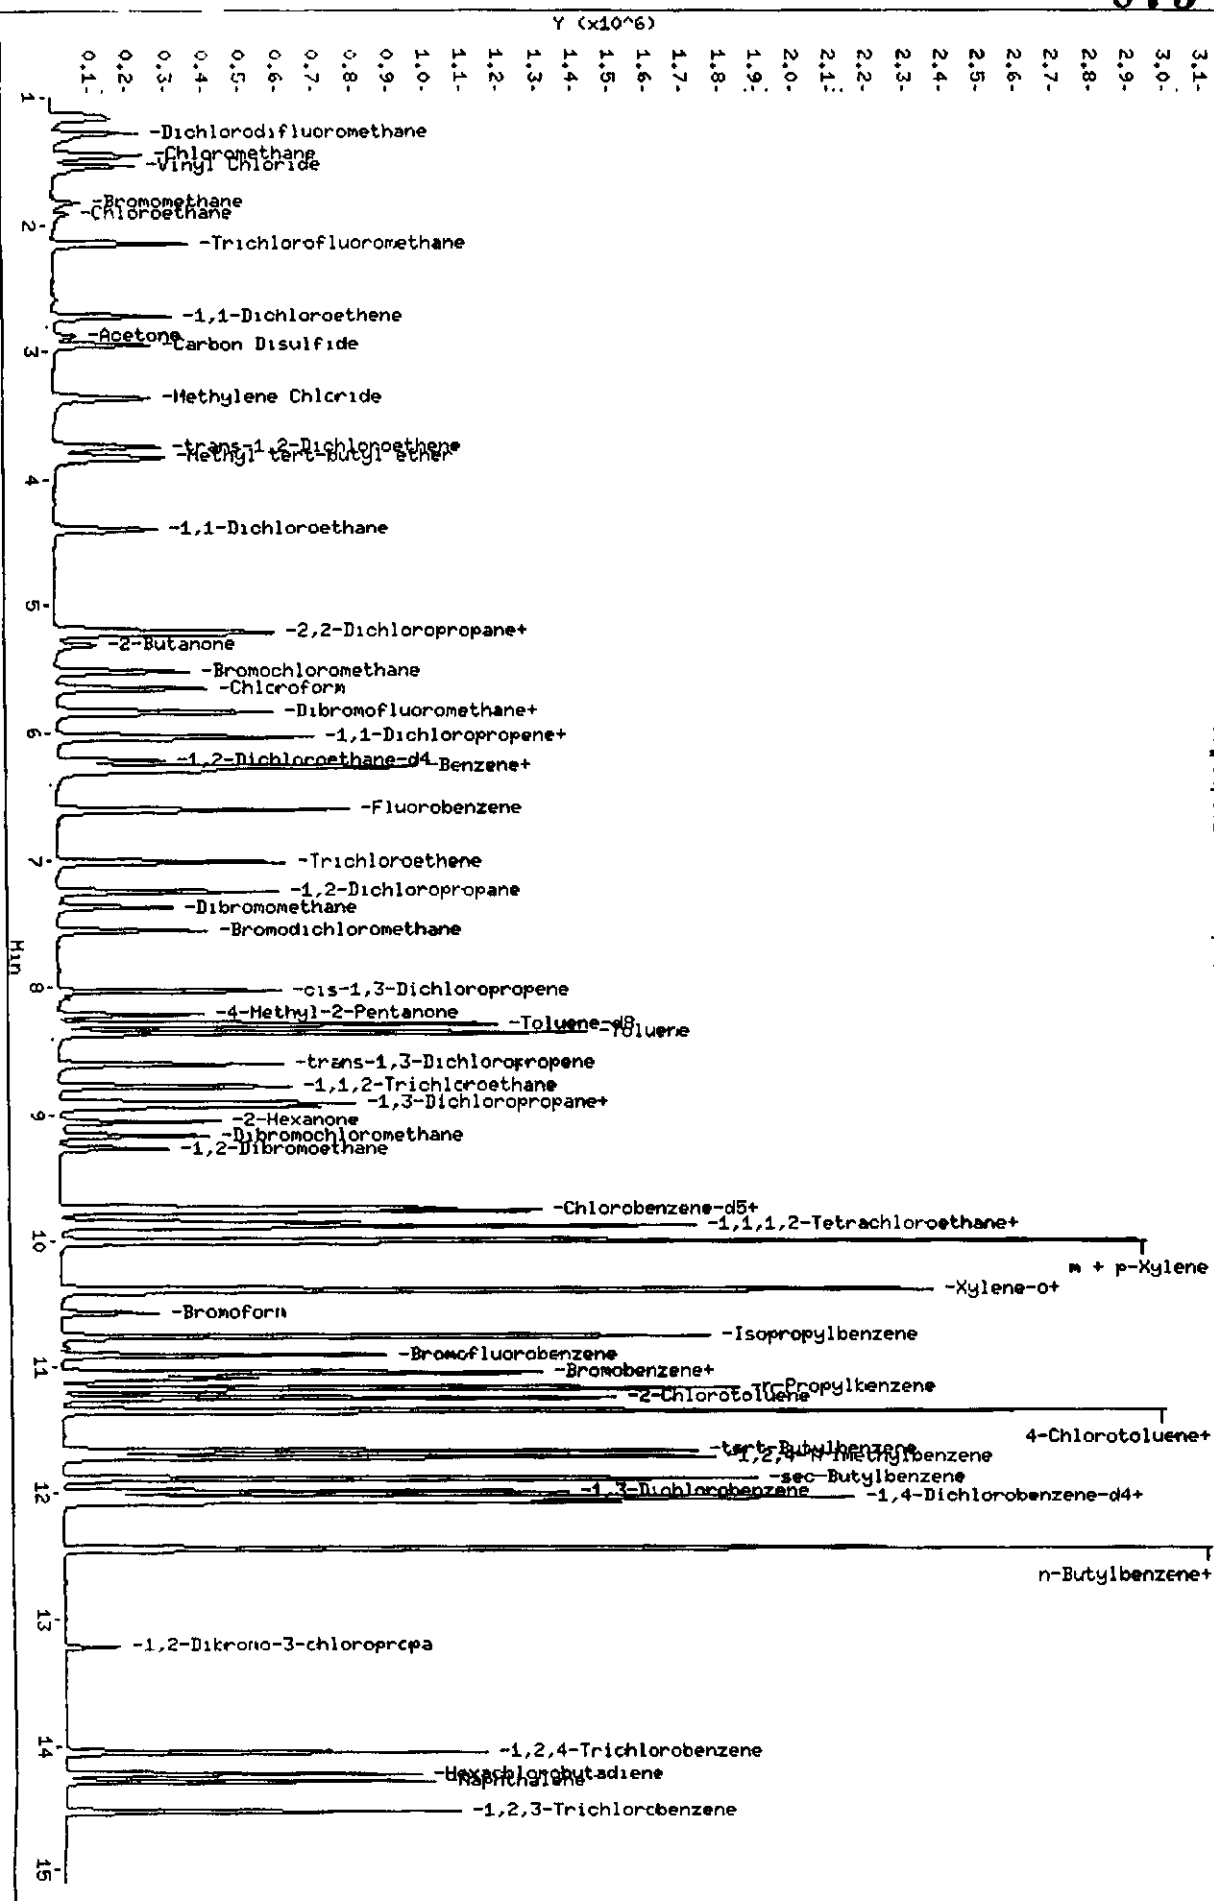 Y (x10^6)
0.1-
0.2-
0.3-
0.4-
0.5-
0.6-
0.7-
0.8-
0.9-
1.0-
1.1-
1.2-
1.3-
1.4-
1.5-
1.6-
1.7-
1.8-
1.9-
2.0-
2.1-
2.2-
2.3-
2.4-
2.5-
2.6-
2.7-
2.8-
2.9-
3.0-
3.1-
1
-Dichlorodifluoromethane
-Chloromethane
-Vinyl Chloride
-Bromomethane
-Chloroethane
2
-Trichlorofluoromethane
-1,1-Dichloroethene
-Acetone
-Carbon Disulfide
3
-Methylene Chlcride
-trans-1,2-Dichloroethene
-Methyl tert-butyl ether
4
-1,1-Dichloroethane
5
-2,2-Dichloropropane+
-2-Butanone
-Bromochloromethane
-Chlcroform
-Dibromofluoromethane+
6
-1,1-Dichloropropene+
-1,2-Dichloroethane-d4
-Benzene+
-Fluorobenzene
7
-Trichloroethene
-1,2-Dichloropropane
-Dibromomethane
-Bromodichloromethane
Min
8
-cis-1,3-Dichloropropene
-4-Methyl-2-Pentanone
-Toluene-d8
-Toluene
-trans-1,3-Dichloropropene
-1,1,2-Trichlcroethane
-1,3-Dichloropropane+
9
-2-Hexanone
-Dibromochloromethane
-1,2-Dibromoethane
-Chlorobenzene-d5+
-1,1,1,2-Tetrachloroethane+
10
m + p-Xylene
-Xylene-o+
-Bromoform
-Isopropylbenzene
-Bromofluorobenzene
11
-Bromobenzene+
-n-Propylbenzene
-2-Chlorotoluene
4-Chlorotoluene+
-tert-Butylbenzene
-1,2,4-Trimethylbenzene
-sec-Butylbenzene
12
-1,3-Dichlorobenzene
-1,4-Dichlorobenzene-d4+
n-Butylbenzene+
13
-1,2-Dibromo-3-chloroprcpa
14
-1,2,4-Trichlorobenzene
-Hexachlorobutadiene
-Naphthalene
-1,2,3-Trichlorcbenzene
15